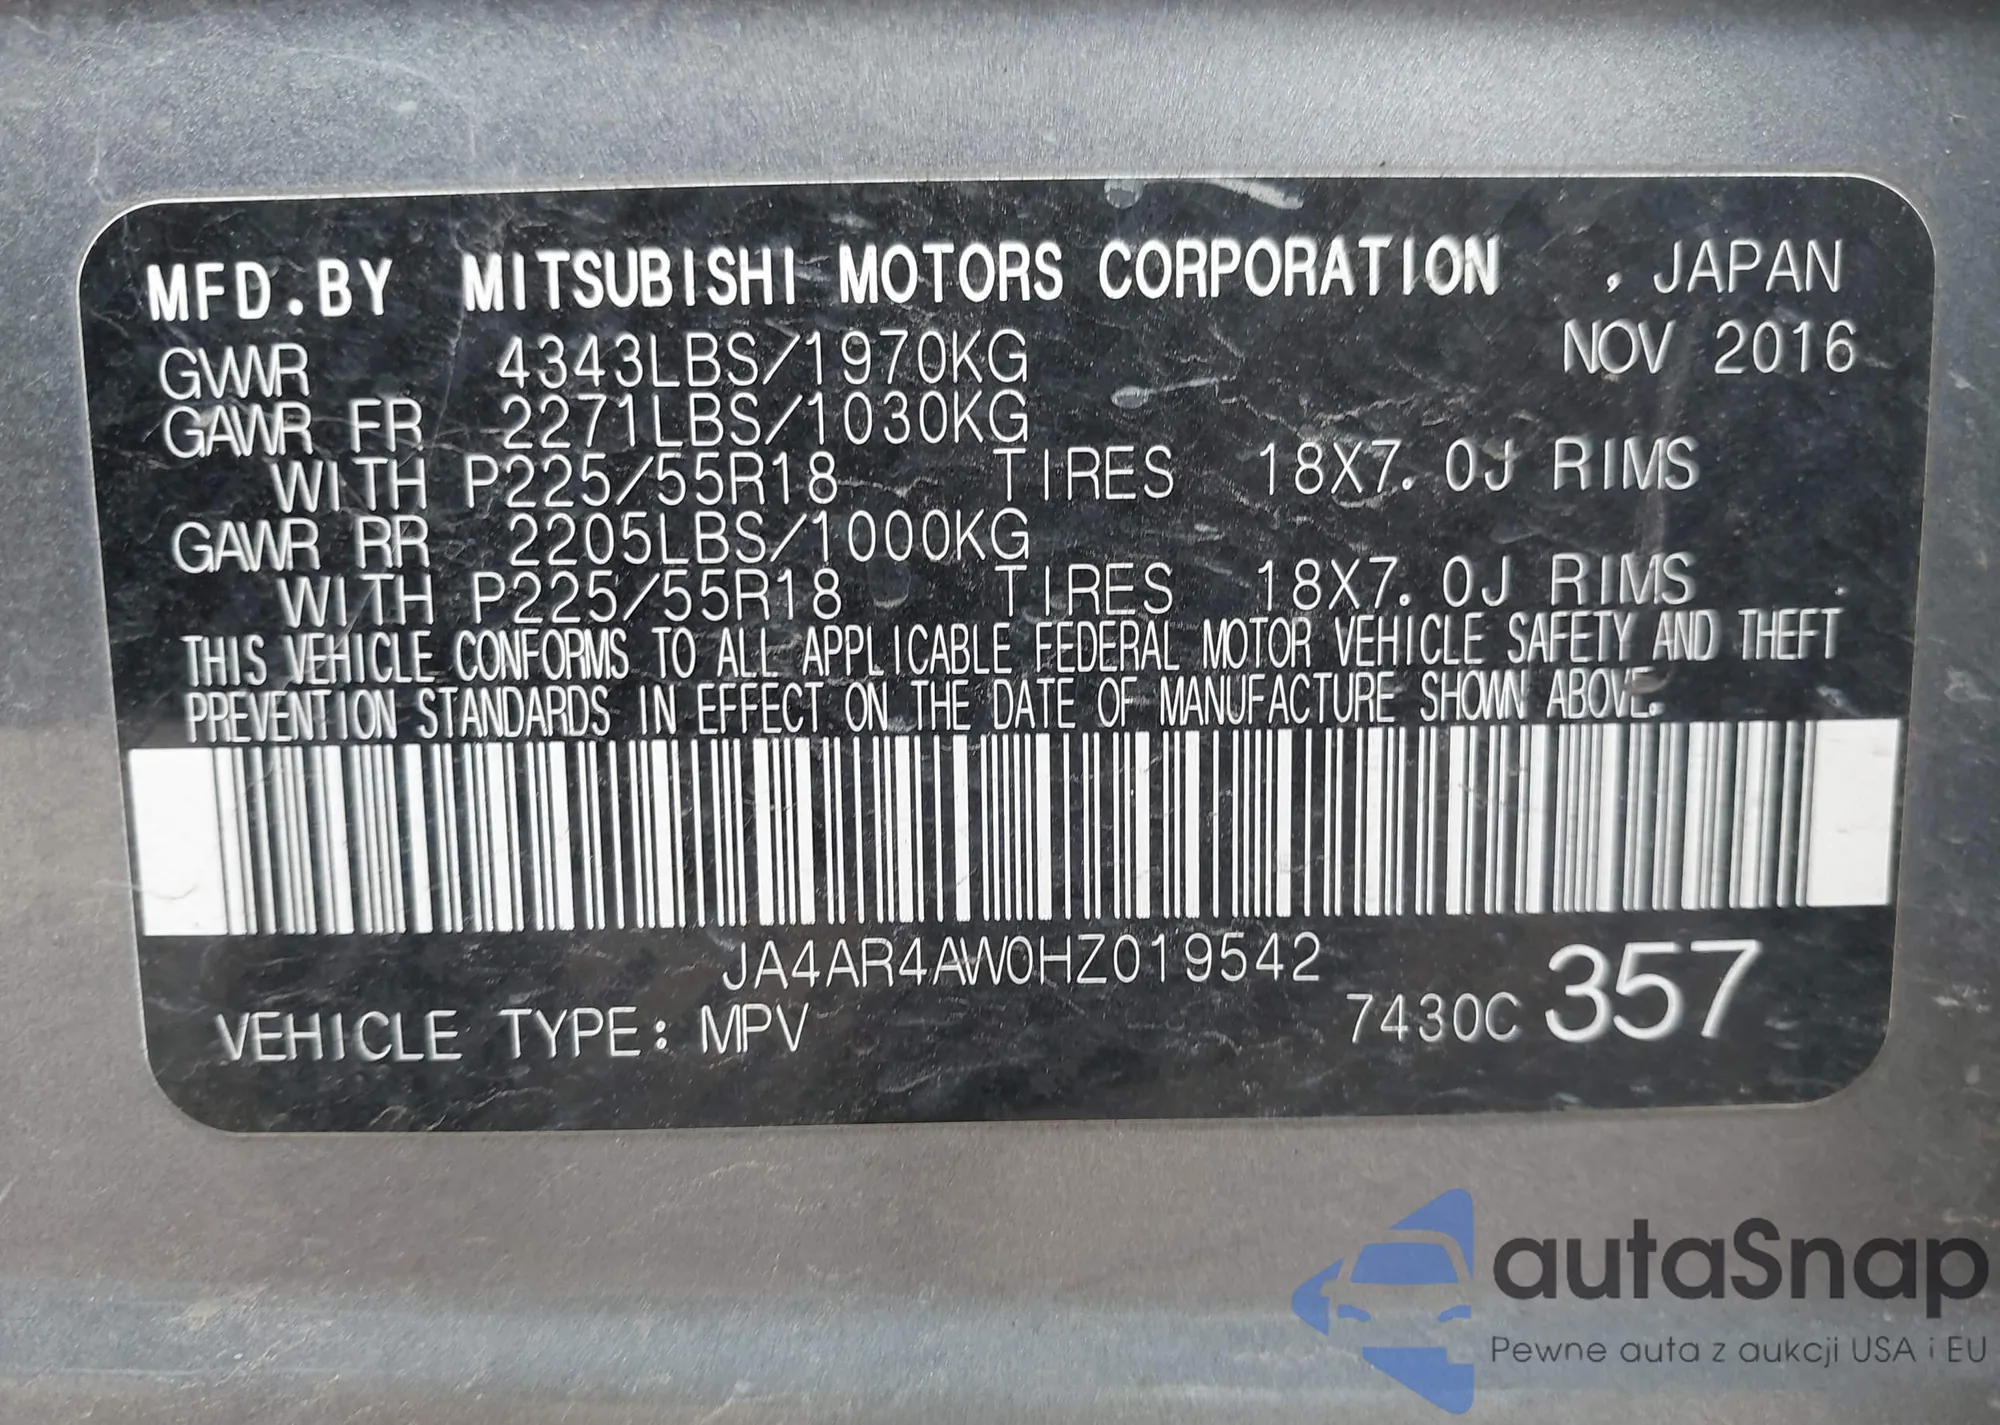 MFD.BY MITSUBISHI MOTORS CORPORATION , JAPAN
GVWR 4343LBS/1970KG NOV 2016
GAWR FR 2271LBS/1030KG
WITH P225/55R18 TIRES 18X7.0J RIMS
GAWR RR 2205LBS/1000KG
WITH P225/55R18 TIRES 18X7.0J RIMS
THIS VEHICLE CONFORMS TO ALL APPLICABLE FEDERAL MOTOR VEHICLE SAFETY AND THEFT
PREVENTION STANDARDS IN EFFECT ON THE DATE OF MANUFACTURE SHOWN ABOVE.
JA4AR4AW0HZ019542
VEHICLE TYPE: MPV 7430C 357
autaSnap
Pewne auta z aukcji USA i EU